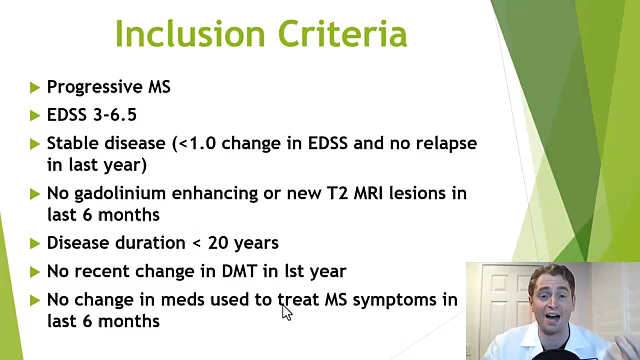 Inclusion Criteria
Progressive MS
EDSS 3-6.5
Stable disease (<1.0 change in EDSS and no relapse
in last year)
No gadolinium enhancing or new T2 MRI lesions in
last 6 months
Disease duration < 20 years
No recent change in DMT in lst year
No change in meds used to treat MS symptoms in
last 6 months